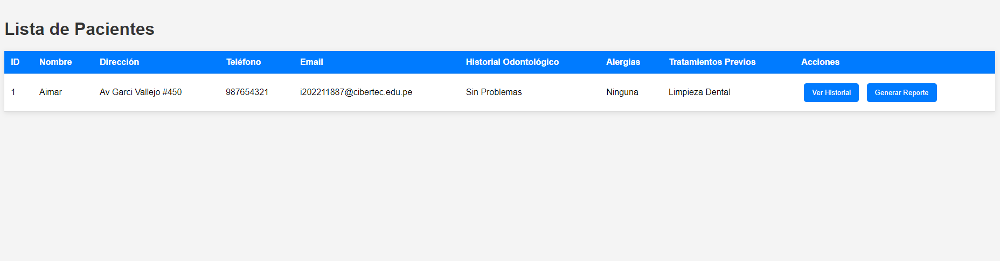 Lista de Pacientes
ID Nombre Dirección Teléfono Email Historial Odontológico Alergias Tratamientos Previos Acciones
1 Aimar Av Garci Vallejo #450 987654321 i202211887@cibertec.edu.pe Sin Problemas Ninguna Limpieza Dental Ver Historial Generar Reporte